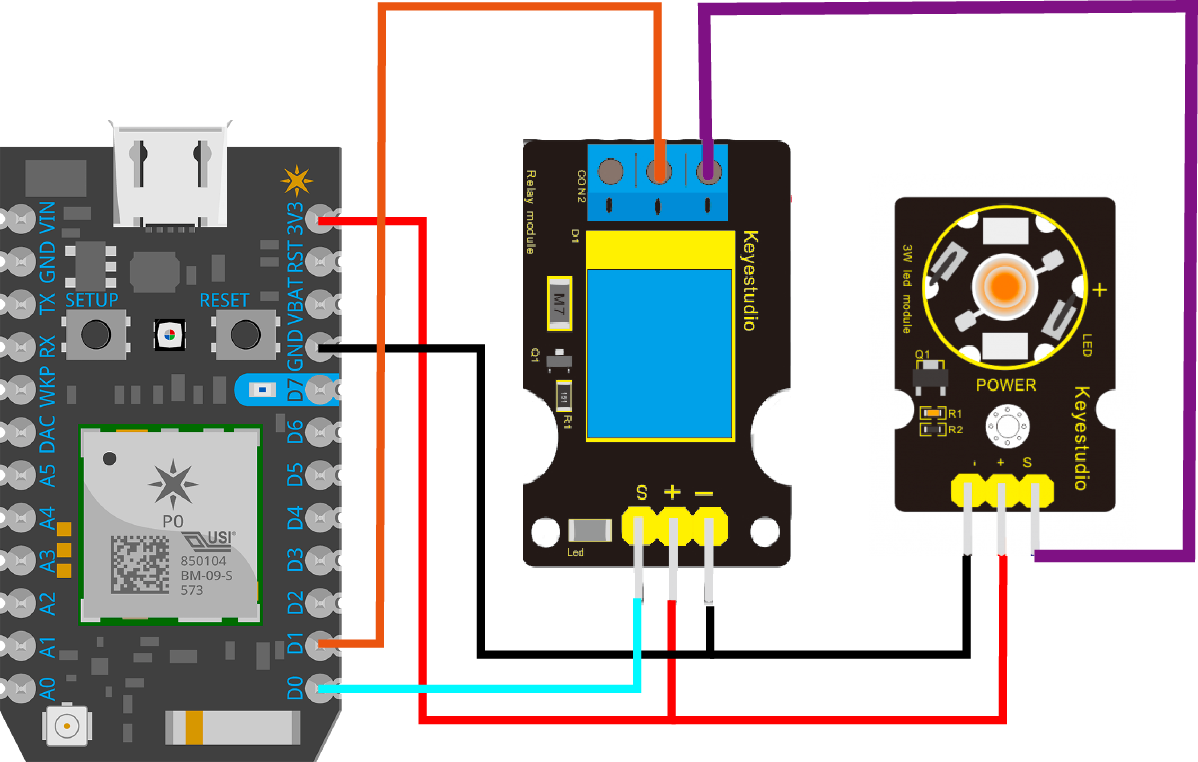 VIN
GND
TX
RX
WKP
DAC
A5
A4
A3
A2
A1
A0
3V3
RST
VBAT
GND
D7
D6
D5
D4
D3
D2
D1
D0
SETUP
RESET
P0
USI®
850104
BM-09-S
573
Relay module
CON2
D1
Keyestudio
M7
Q1
181
R1
S + −
Led
3W led module
+
LED
Q1
POWER
R1
R2
Keyestudio
- + S